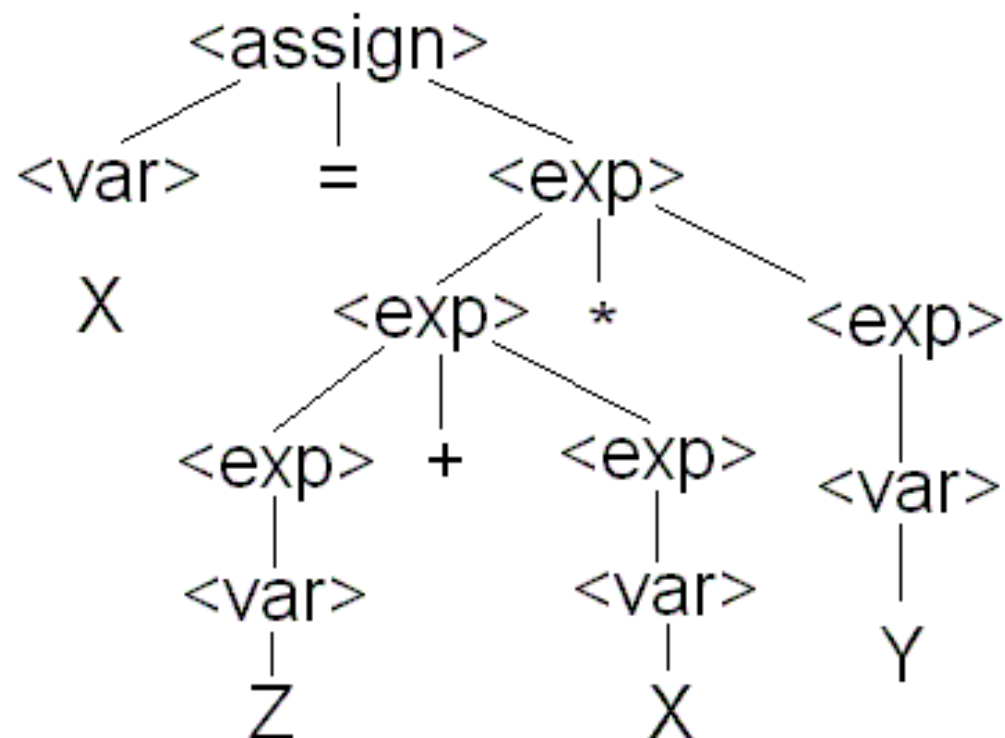 <assign>
<var> = <exp>
X <exp> * <exp>
<exp> + <exp> <var>
<var> <var> Y
Z X